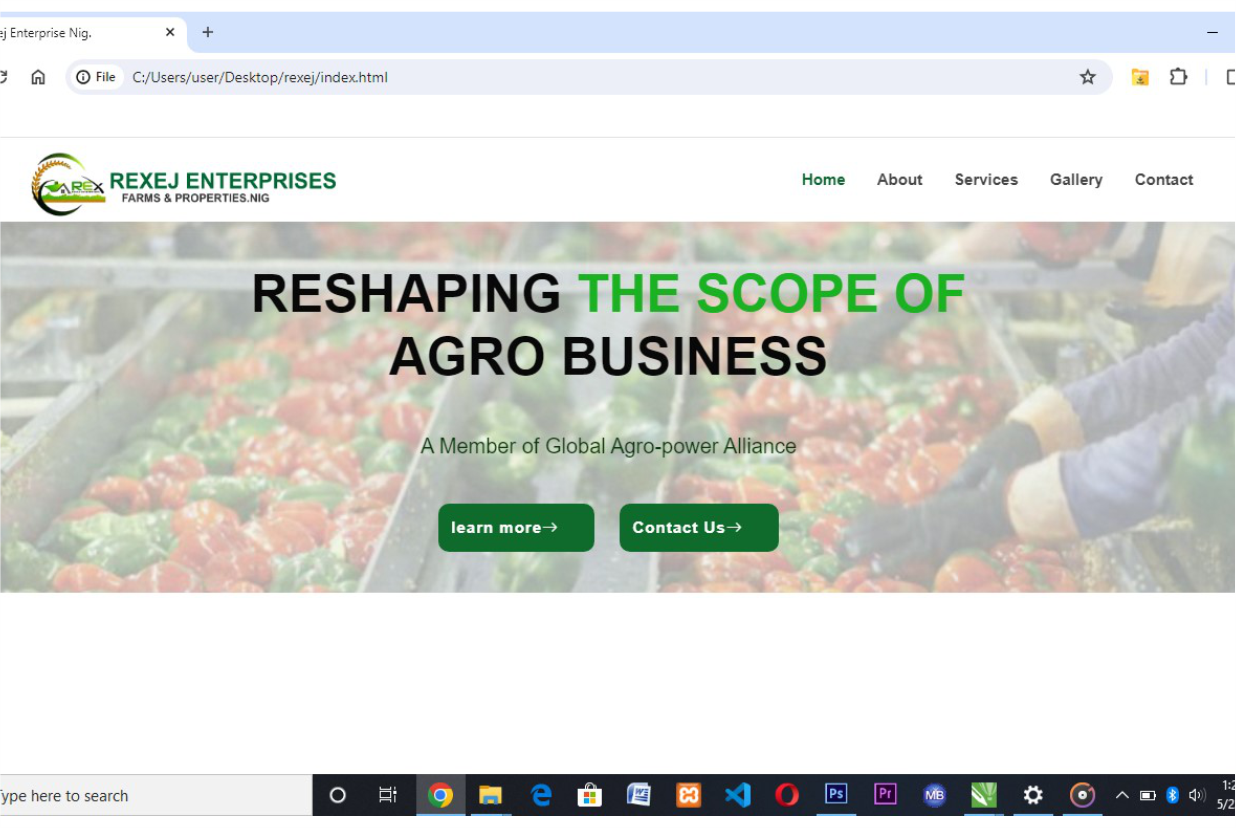 ej Enterprise Nig.
File C:/Users/user/Desktop/rexej/index.html
REX
REXEJ ENTERPRISES
FARMS & PROPERTIES.NIG
Home About Services Gallery Contact
RESHAPING THE SCOPE OF
AGRO BUSINESS
A Member of Global Agro-power Alliance
learn more→ Contact Us→
ype here to search
Ps Pr MB
1:2
5/2